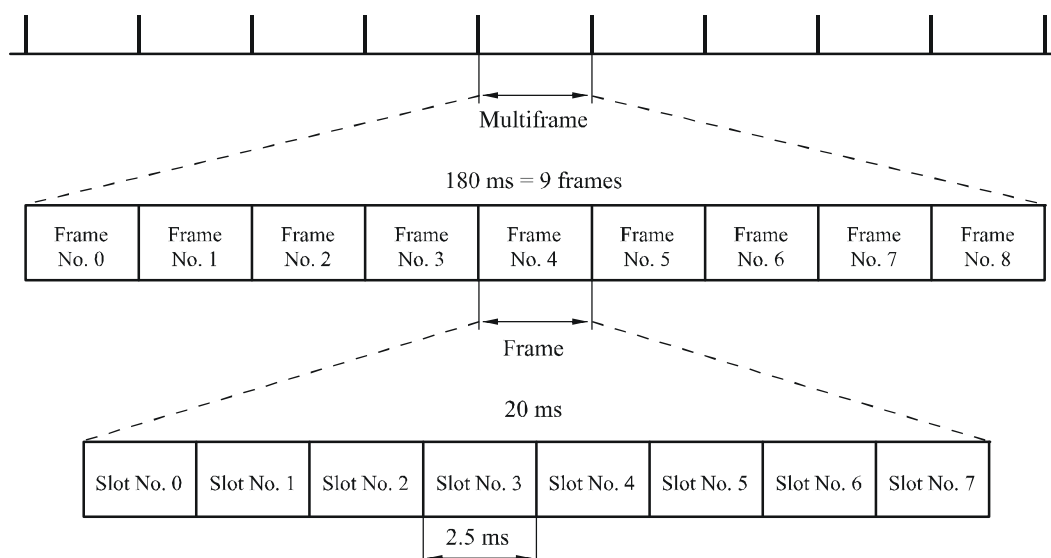 Multiframe
180 ms = 9 frames
Frame No. 0
Frame No. 1
Frame No. 2
Frame No. 3
Frame No. 4
Frame No. 5
Frame No. 6
Frame No. 7
Frame No. 8
Frame
20 ms
Slot No. 0
Slot No. 1
Slot No. 2
Slot No. 3
Slot No. 4
Slot No. 5
Slot No. 6
Slot No. 7
2.5 ms